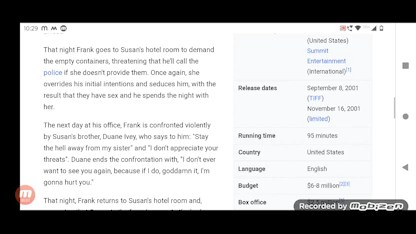 10:29
That night Frank goes to Susan's hotel room to demand
the empty containers, threatening that he'll call the
police if she doesn't provide them. Once again, she
overrides his initial intentions and seduces him, with
the result that they have sex and he spends the night with
her.
The next day at his office, Frank is confronted violently
by Susan's brother, Duane Ivey, who says to him: "Stay
the hell away from my sister" and "I don't appreciate your
threats". Duane ends the confrontation with, "I don't ever
want to see you again, because if I do, goddamn it, I'm
gonna hurt you."
That night, Frank returns to Susan's hotel room and,
(United States)
Summit
Entertainment
(international)[1]
Release dates
September 8, 2001
(TIFF)
November 16, 2001
(limited)
Running time
95 minutes
Country
United States
Language
English
Budget
$6-8 million
Box office
Recorded by mobizen